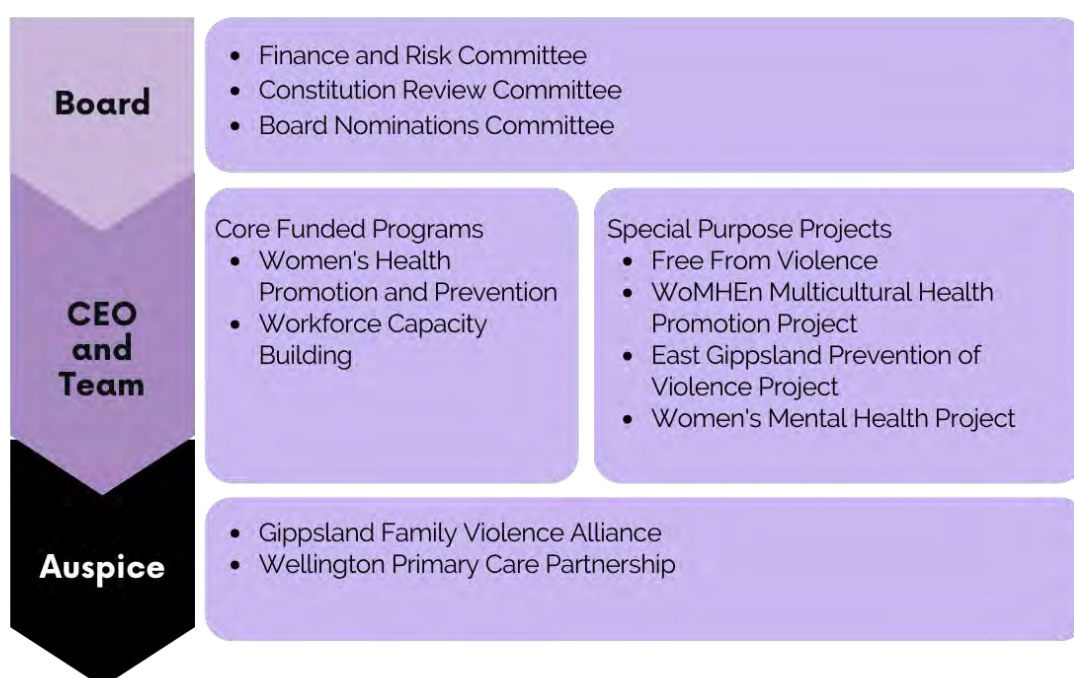 Board
• Finance and Risk Committee
• Constitution Review Committee
• Board Nominations Committee
CEO
and
Team
Core Funded Programs
• Women's Health
Promotion and Prevention
• Workforce Capacity
Building
Special Purpose Projects
• Free From Violence
• WoMHEn Multicultural Health
Promotion Project
• East Gippsland Prevention of
Violence Project
• Women's Mental Health Project
Auspice
• Gippsland Family Violence Alliance
• Wellington Primary Care Partnership